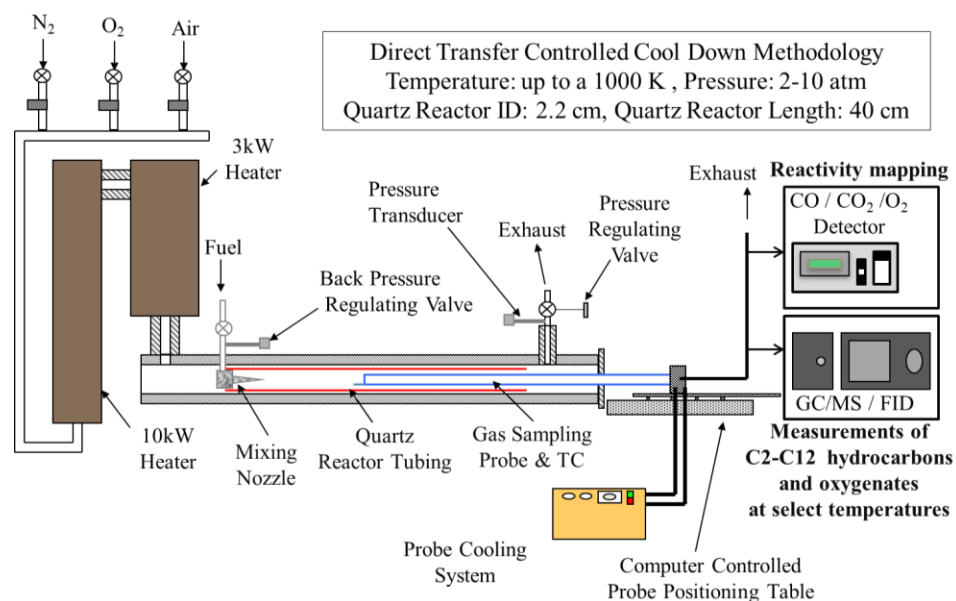 N₂
O₂
Air
Direct Transfer Controlled Cool Down Methodology
Temperature: up to a 1000 K , Pressure: 2-10 atm
Quartz Reactor ID: 2.2 cm, Quartz Reactor Length: 40 cm
3kW
Heater
Fuel
Back Pressure
Regulating Valve
Pressure
Transducer
Exhaust
Pressure
Regulating
Valve
Exhaust
Reactivity mapping
CO / CO₂ /O₂
Detector
GC/MS / FID
Measurements of
C2-C12 hydrocarbons
and oxygenates
at select temperatures
10kW
Heater
Mixing
Nozzle
Quartz
Reactor Tubing
Gas Sampling
Probe & TC
Probe Cooling
System
Computer Controlled
Probe Positioning Table